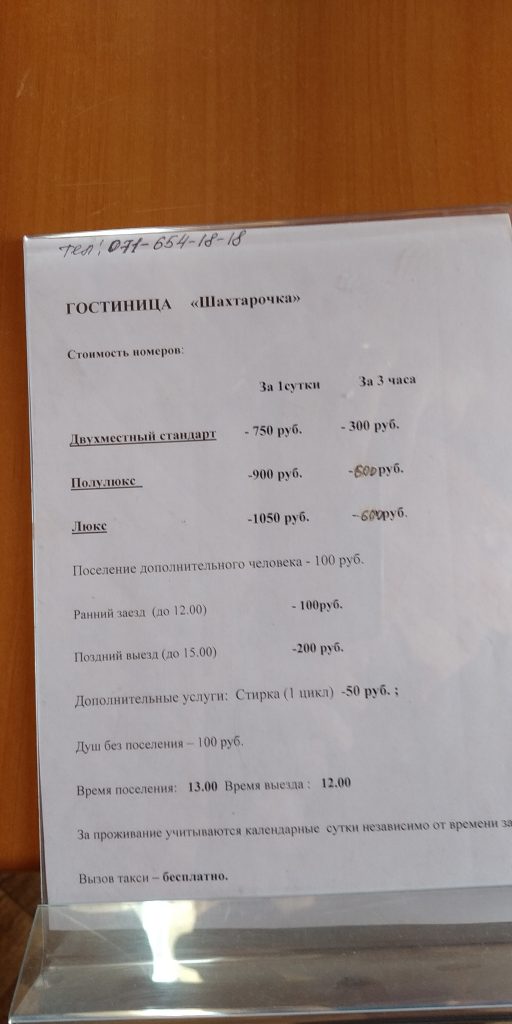 тел! 071-654-18-18
ГОСТИНИЦА «Шахтарочка»
Стоимость номеров:
За 1сутки За 3 часа
Двухместный стандарт - 750 руб. - 300 руб.
Полулюкс -900 руб. -500 руб.
Люкс -1050 руб. -600руб.
Поселение дополнительного человека - 100 руб.
Ранний заезд (до 12.00) - 100руб.
Поздний выезд (до 15.00) -200 руб.
Дополнительные услуги: Стирка (1 цикл) -50 руб. ;
Душ без поселения – 100 руб.
Время поселения: 13.00 Время выезда : 12.00
За проживание учитываются календарные сутки независимо от времени за
Вызов такси – бесплатно.